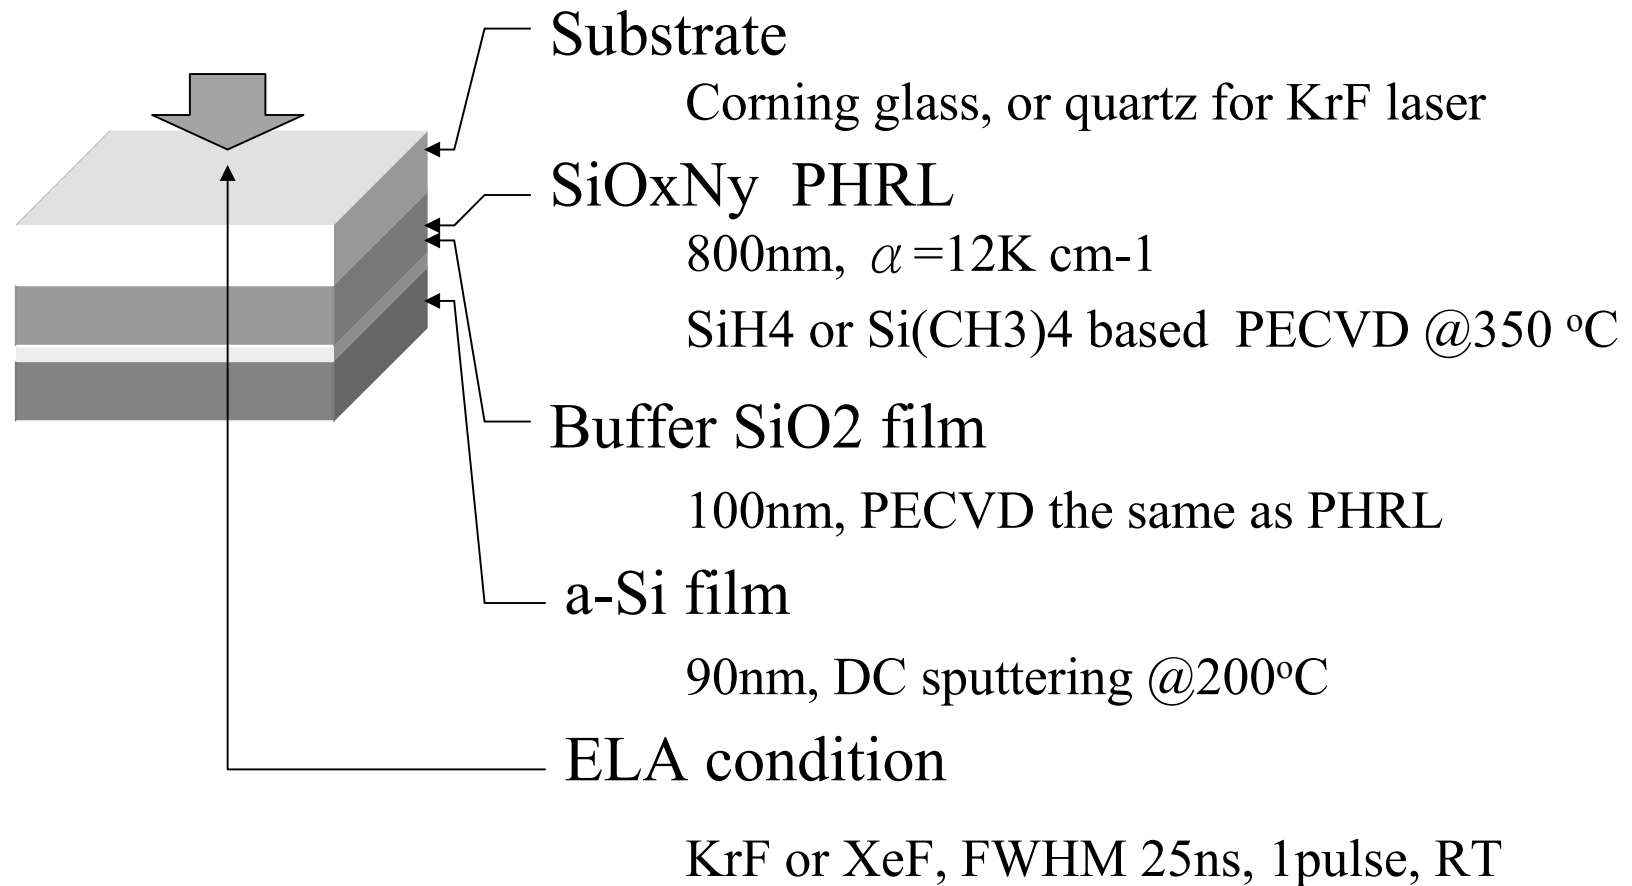 Substrate
Corning glass, or quartz for KrF laser
SiOxNy PHRL
800nm, α=12K cm-1
SiH4 or Si(CH3)4 based PECVD @350 ºC
Buffer SiO2 film
100nm, PECVD the same as PHRL
a-Si film
90nm, DC sputtering @200ºC
ELA condition
KrF or XeF, FWHM 25ns, 1pulse, RT